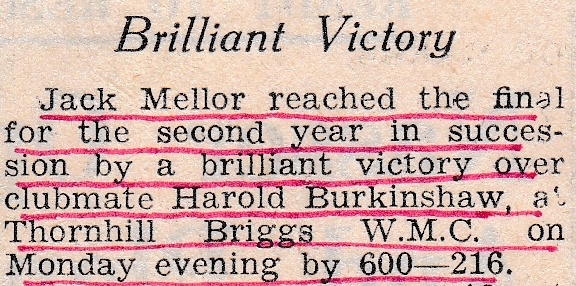 Brilliant Victory
Jack Mellor reached the final
for the second year in succes-
sion by a brilliant victory over
clubmate Harold Burkinshaw, at
Thornhill Briggs W.M.C. on
Monday evening by 600—216.